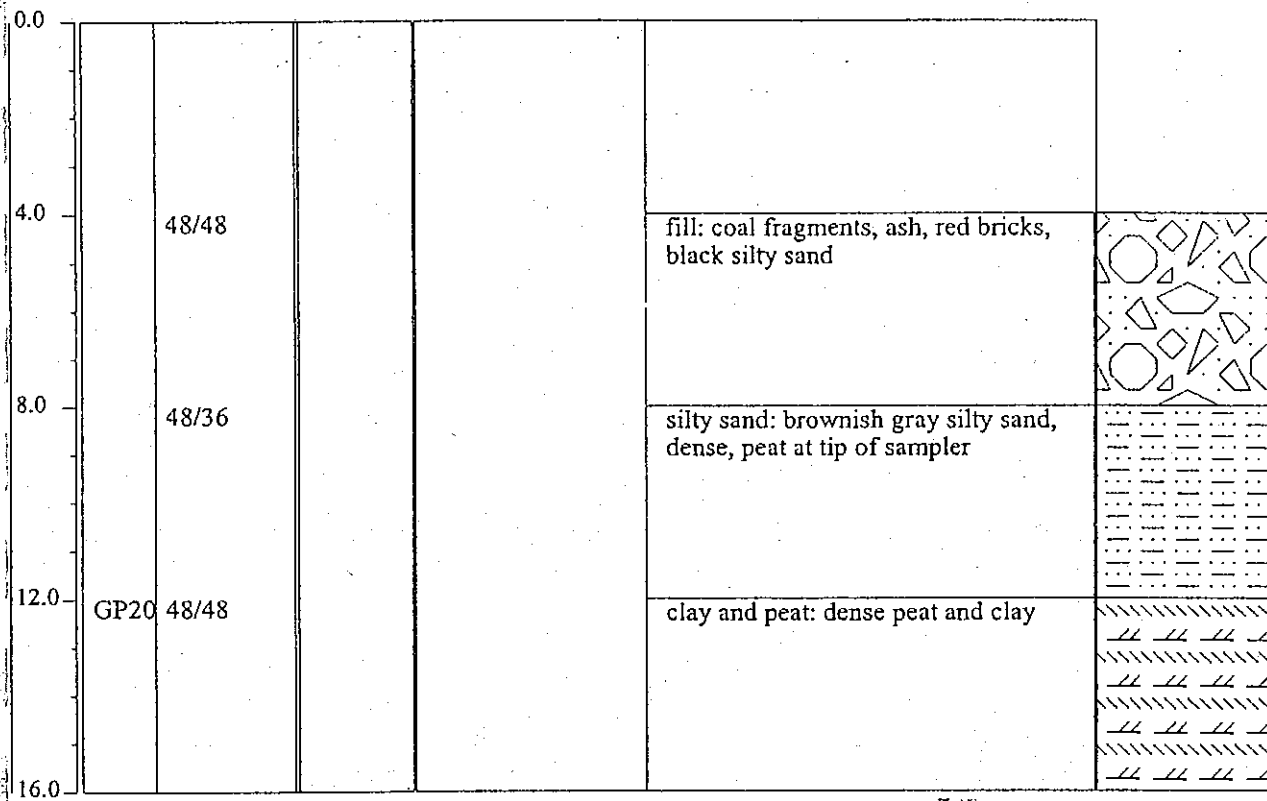 0.0
4.0
48/48
fill: coal fragments, ash, red bricks,
black silty sand
8.0
48/36
silty sand: brownish gray silty sand,
dense, peat at tip of sampler
12.0
GP20 48/48
clay and peat: dense peat and clay
16.0